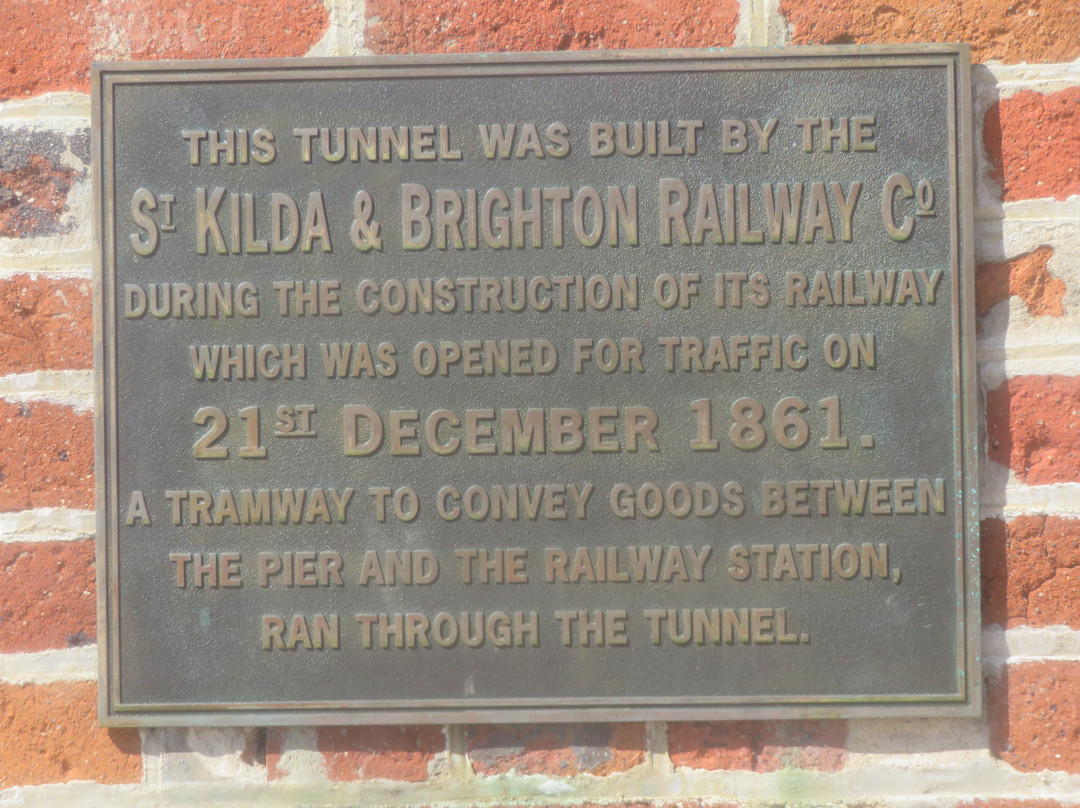 THIS TUNNEL WAS BUILT BY THE
ST KILDA & BRIGHTON RAILWAY CO
DURING THE CONSTRUCTION OF ITS RAILWAY
WHICH WAS OPENED FOR TRAFFIC ON
21ST DECEMBER 1861.
A TRAMWAY TO CONVEY GOODS BETWEEN
THE PIER AND THE RAILWAY STATION,
RAN THROUGH THE TUNNEL.